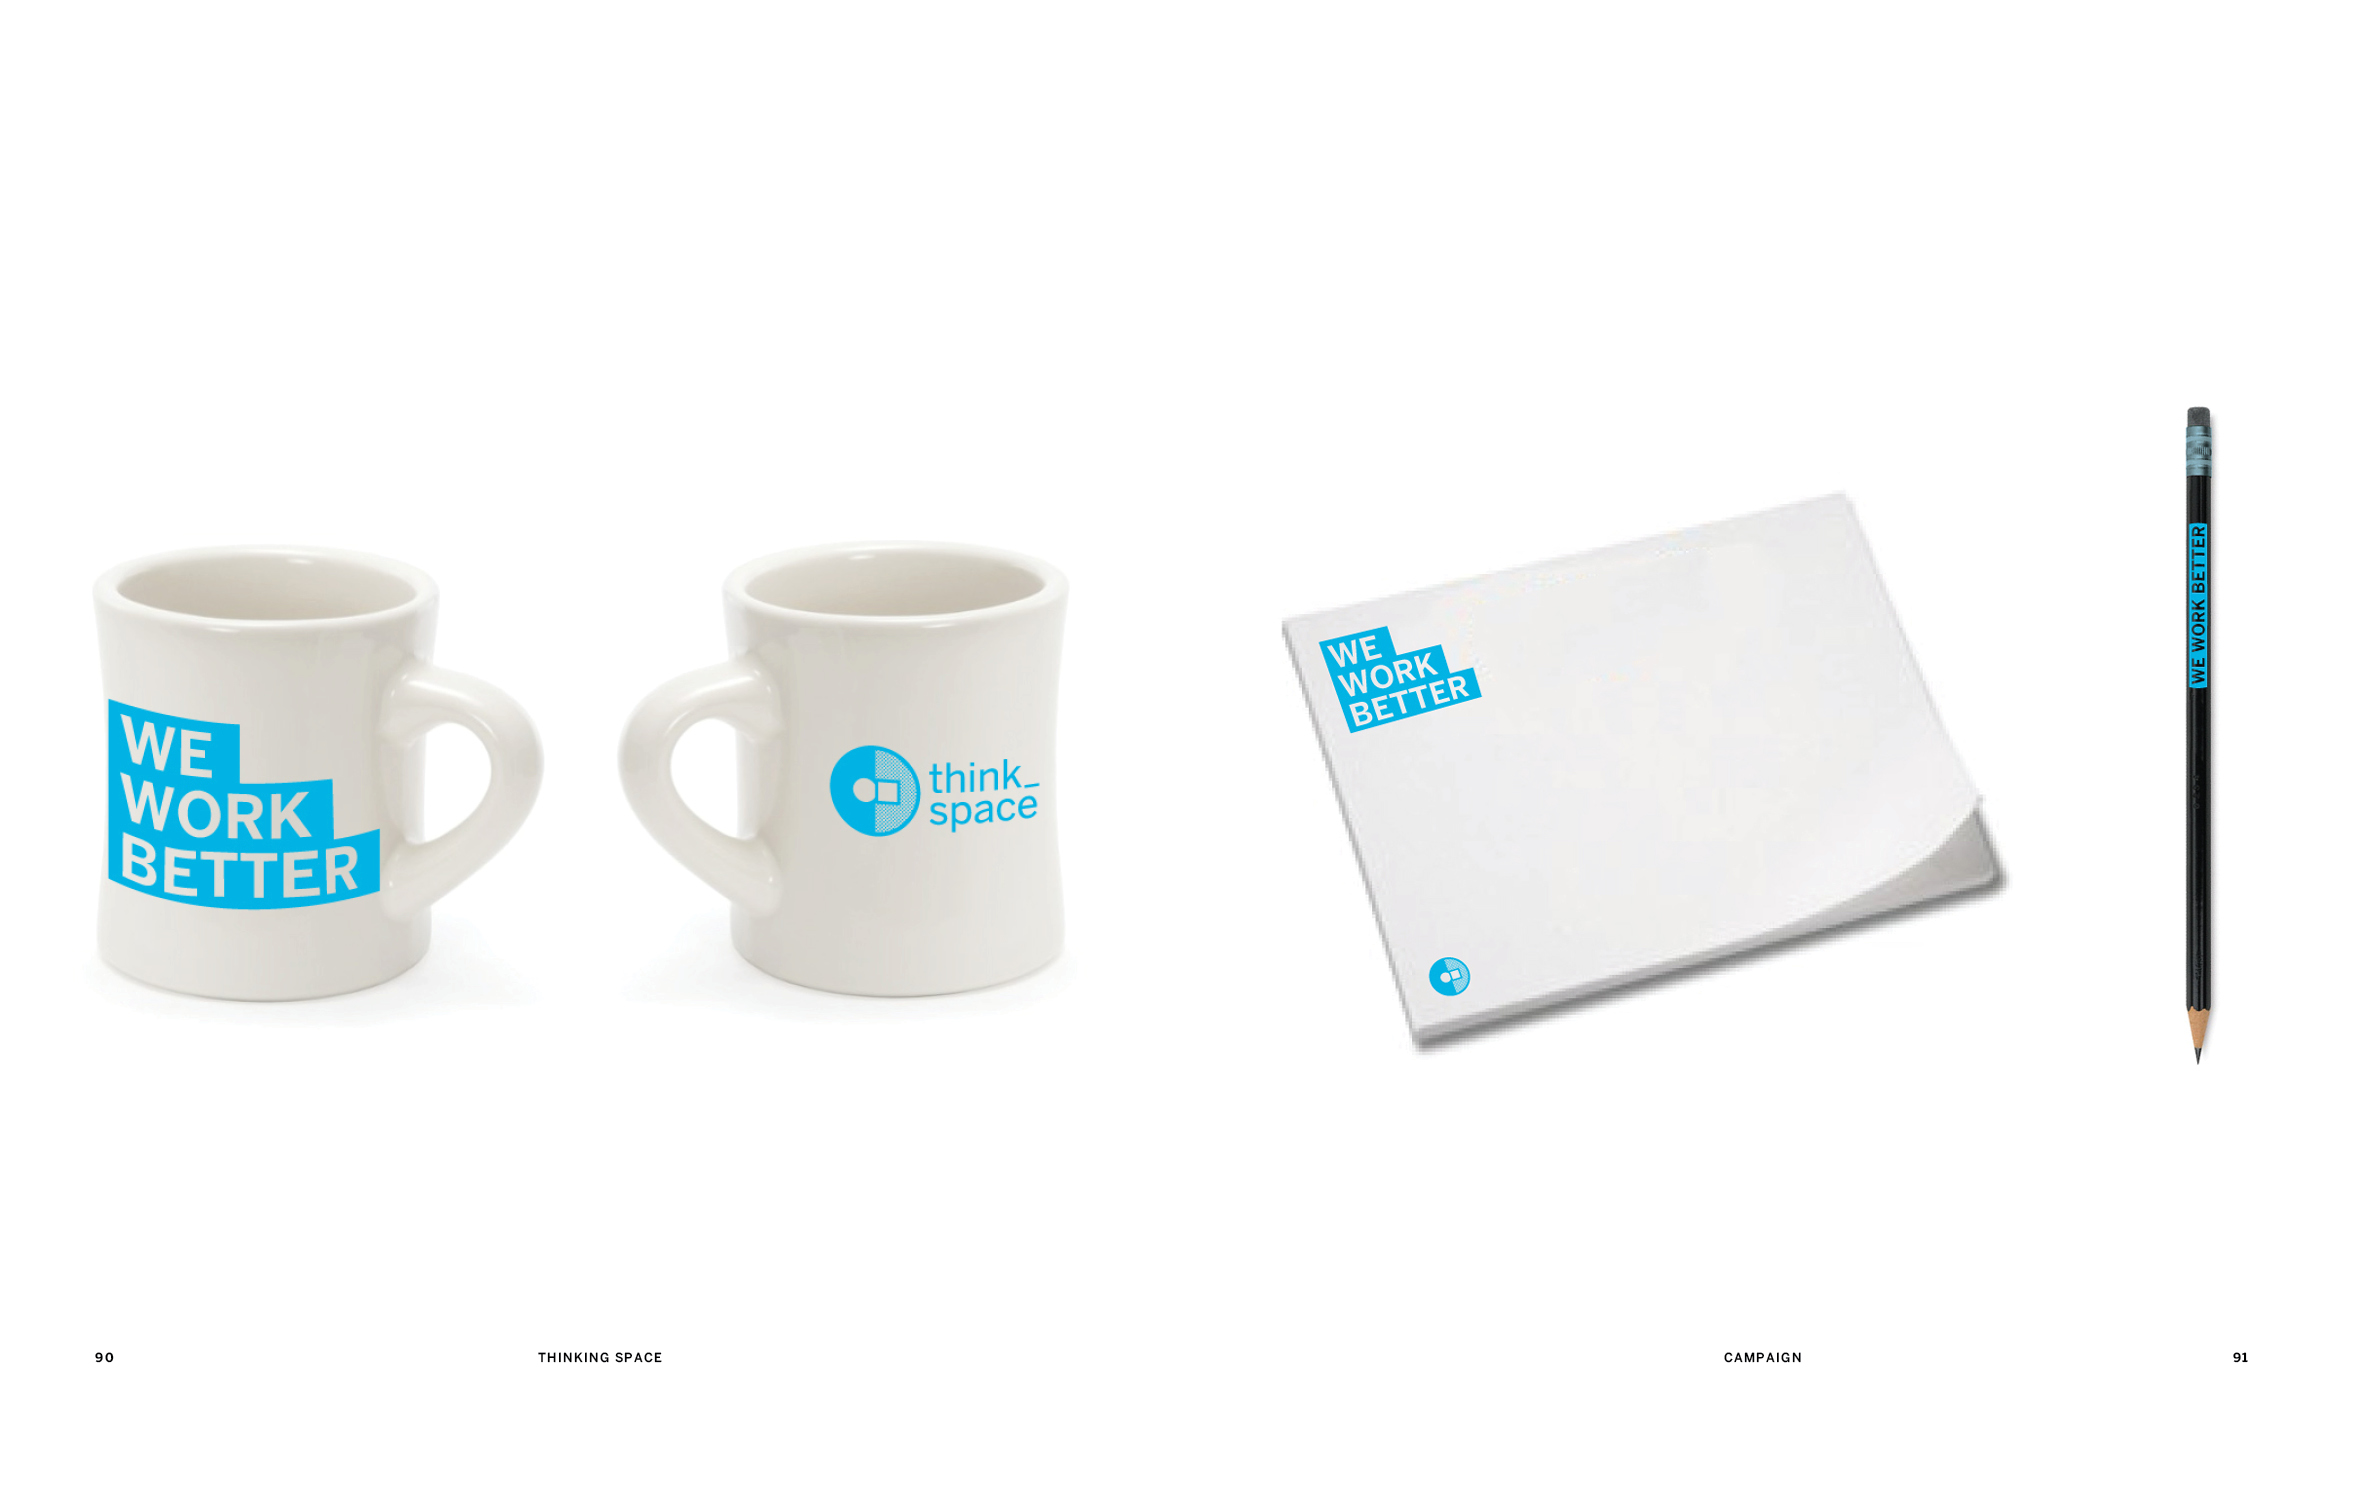 WE
WORK
BETTER
think_
space
WE
WORK
BETTER
WE WORK BETTER
90
THINKING SPACE
CAMPAIGN
91